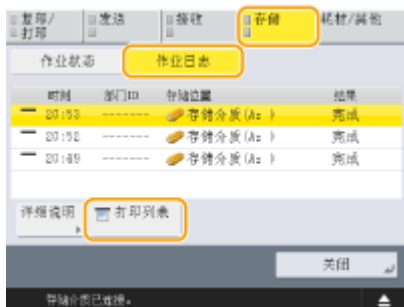 复印/打印 发送 接收 存储 耗材/其他
作业状态 作业日志
时间 部门ID 存储位置 结果
20:53 ------- 存储介质(A: ) 完成
20:52 ------- 存储介质(A: ) 完成
20:49 ------- 存储介质(A: ) 完成
详细说明 打印列表
关闭
存储介质已连接。